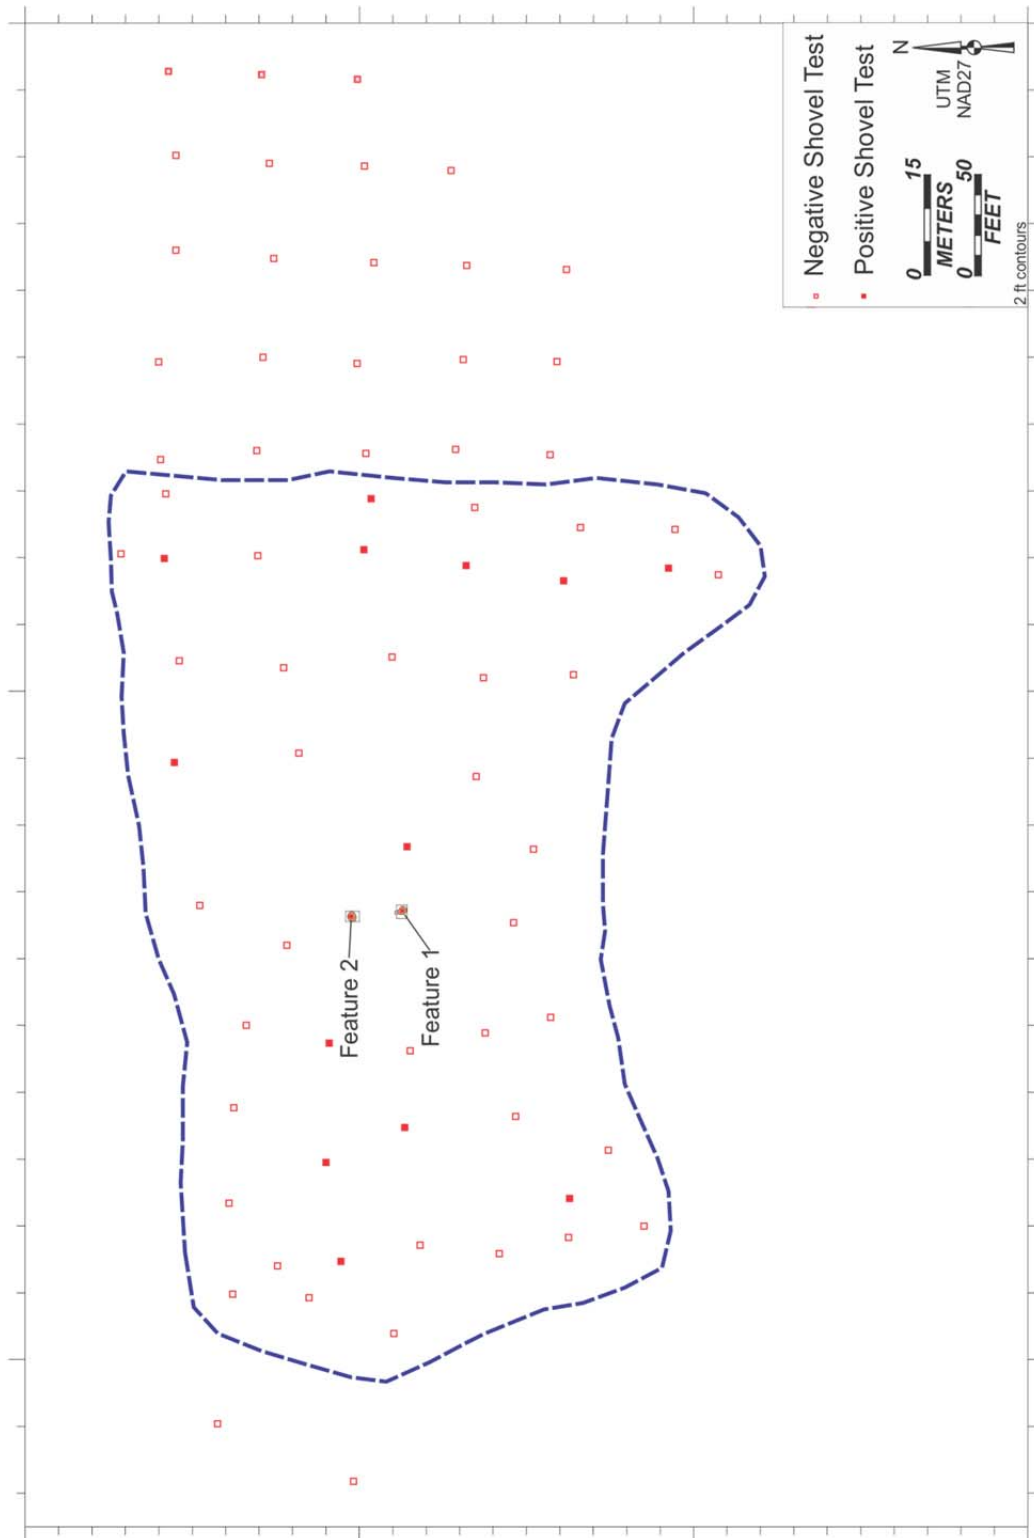 Feature 2
Feature 1
Negative Shovel Test
Positive Shovel Test
0 15
METERS
0 50
FEET
2 ft contours
N
UTM
NAD27